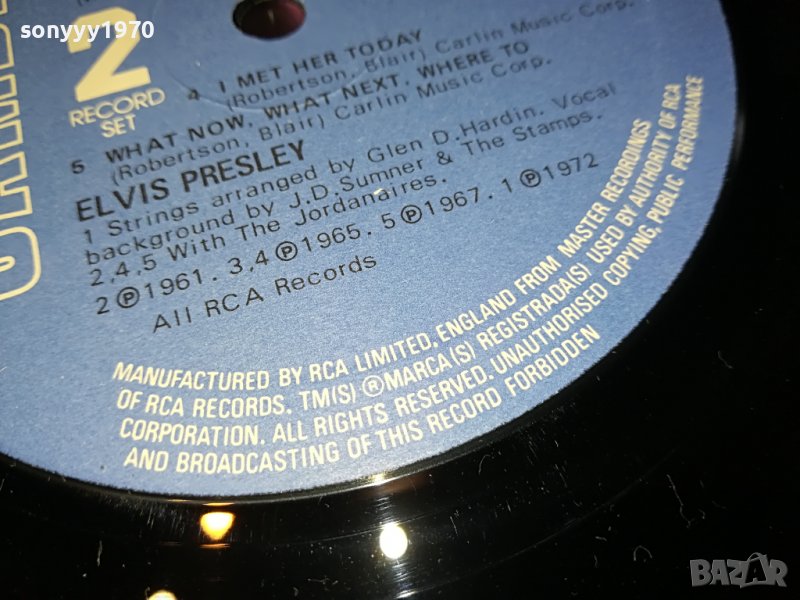 sonyyy1970
2
RECORD
SET
4 I MET HER TODAY
(Robertson, Blair) Carlin Music Corp.
5 WHAT NOW, WHAT NEXT, WHERE TO
(Robertson, Blair) Carlin Music Corp.
ELVIS PRESLEY
1 Strings arranged by Glen D. Hardin. Vocal
background by J.D. Sumner & The Stamps.
2,4,5 With The Jordanaires.
2 ℗1961. 3,4 ℗1965. 5 ℗1967. 1 ℗1972
All RCA Records
MANUFACTURED BY RCA LIMITED, ENGLAND FROM MASTER RECORDINGS
OF RCA RECORDS. TM(S) ® MARCA(S) REGISTRADA(S) USED BY AUTHORITY OF RCA
CORPORATION. ALL RIGHTS RESERVED. UNAUTHORISED COPYING, PUBLIC PERFORMANCE
AND BROADCASTING OF THIS RECORD FORBIDDEN
BAZAR